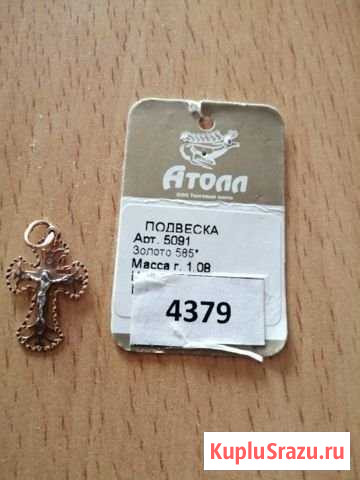 АТОЛЛ
ПОДВЕСКА
Арт. 5091
Золото 585*
Масса г. 1.08
4379
KupluSrazu.ru